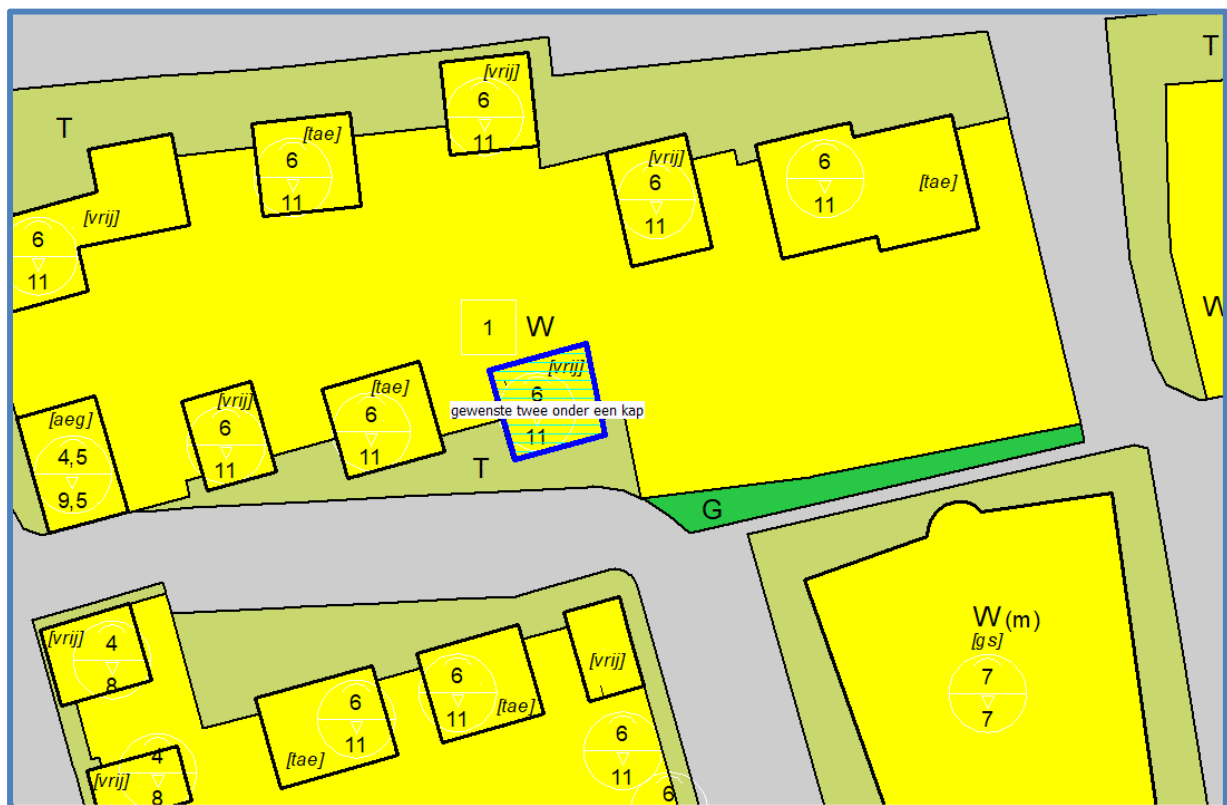 T
[vrij]
6
11
T
[tae]
6
11
[vrij]
6
11
6
11
[tae]
[vrij]
6
11
W
1
W
[vrij]
6
gewenste twee onder een kap
11
[tae]
6
11
[vrij]
6
11
[aeg]
4,5
9,5
T
G
W(m)
[gs]
7
7
[vrij]
4
8
6
11
[tae]
6
11
[tae]
[vrij]
6
11
4
[vrij]
8
6